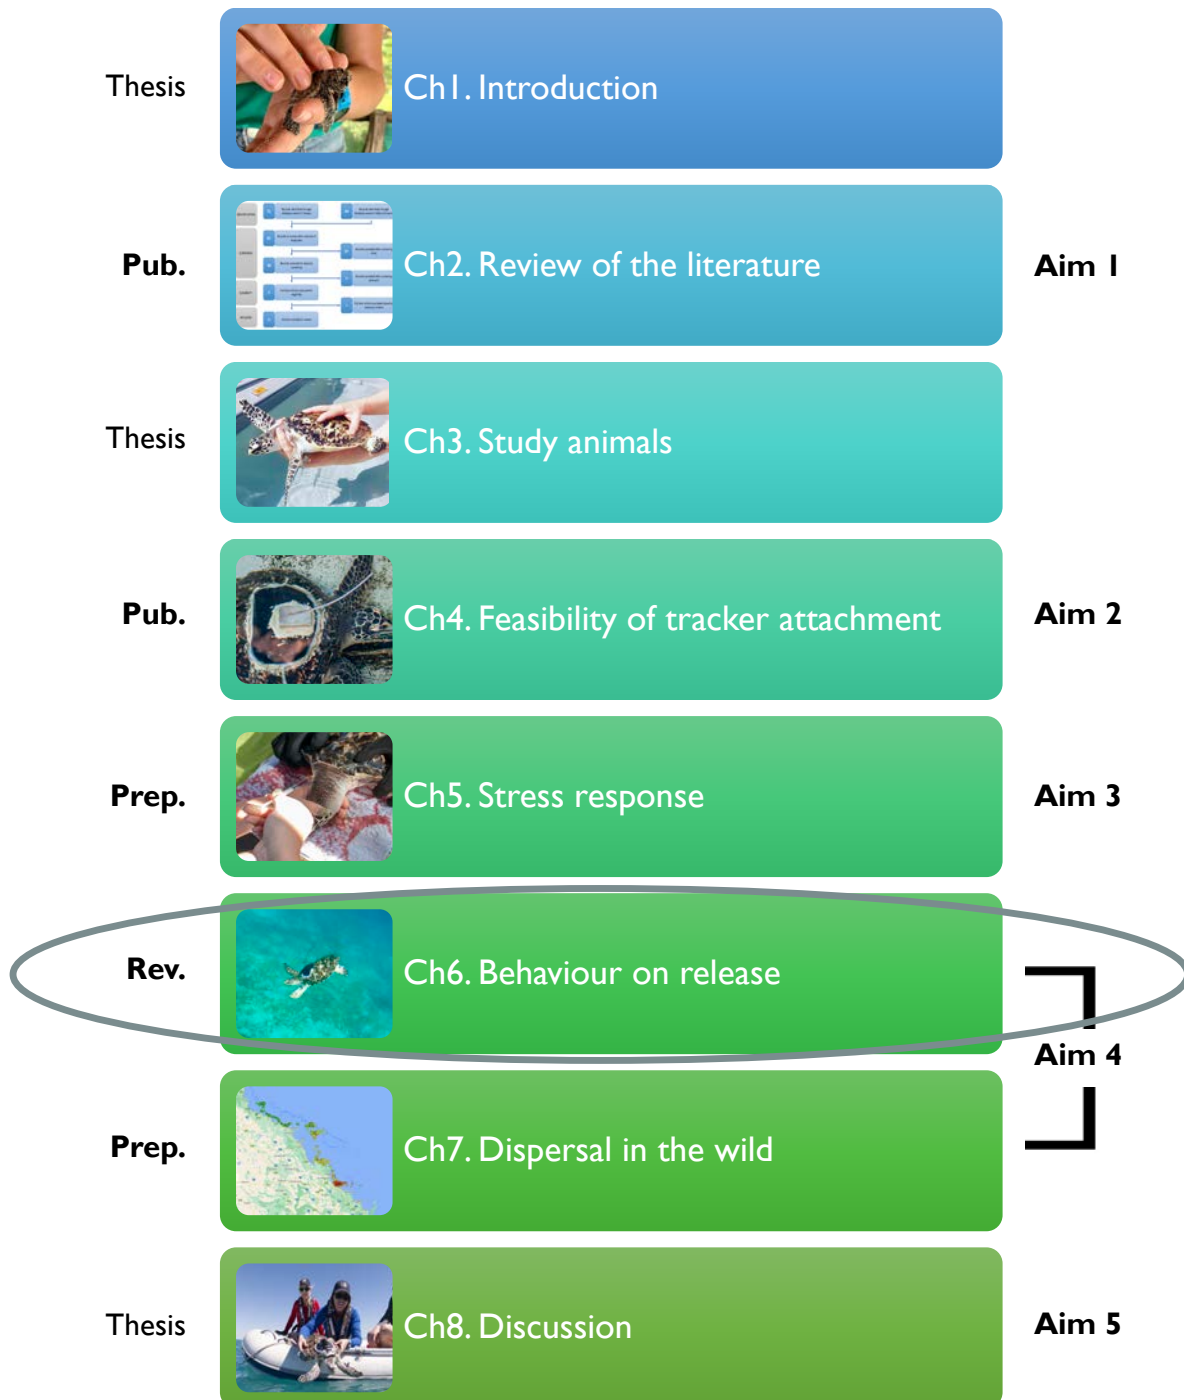 Thesis
Ch1. Introduction
Pub.
Ch2. Review of the literature
Aim 1
Thesis
Ch3. Study animals
Pub.
Ch4. Feasibility of tracker attachment
Aim 2
Prep.
Ch5. Stress response
Aim 3
Rev.
Ch6. Behaviour on release
Aim 4
Prep.
Ch7. Dispersal in the wild
Thesis
Ch8. Discussion
Aim 5